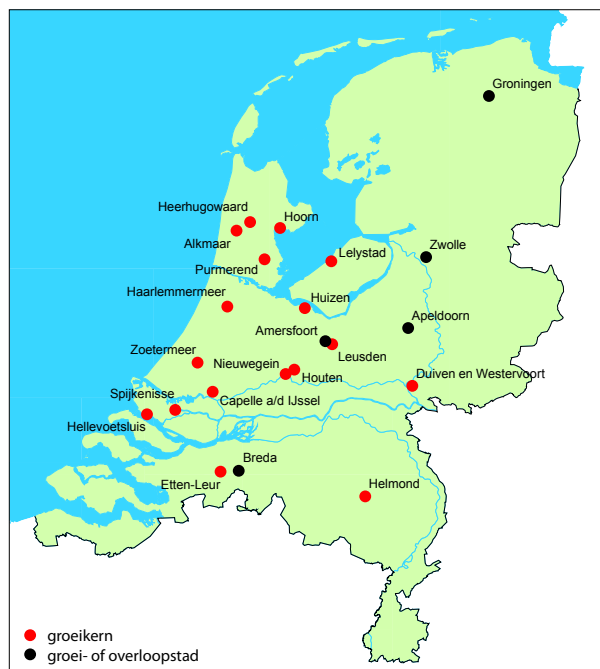 Groningen
Heerhugowaard
Hoorn
Alkmaar
Zwolle
Lelystad
Purmerend
Haarlemmermeer
Huizen
Apeldoorn
Amersfoort
Leusden
Zoetermeer
Nieuwegein
Houten
Duiven en Westervoort
Spijkenisse
Capelle a/d IJssel
Hellevoetsluis
Breda
Etten-Leur
Helmond
groeikern
groei- of overloopstad